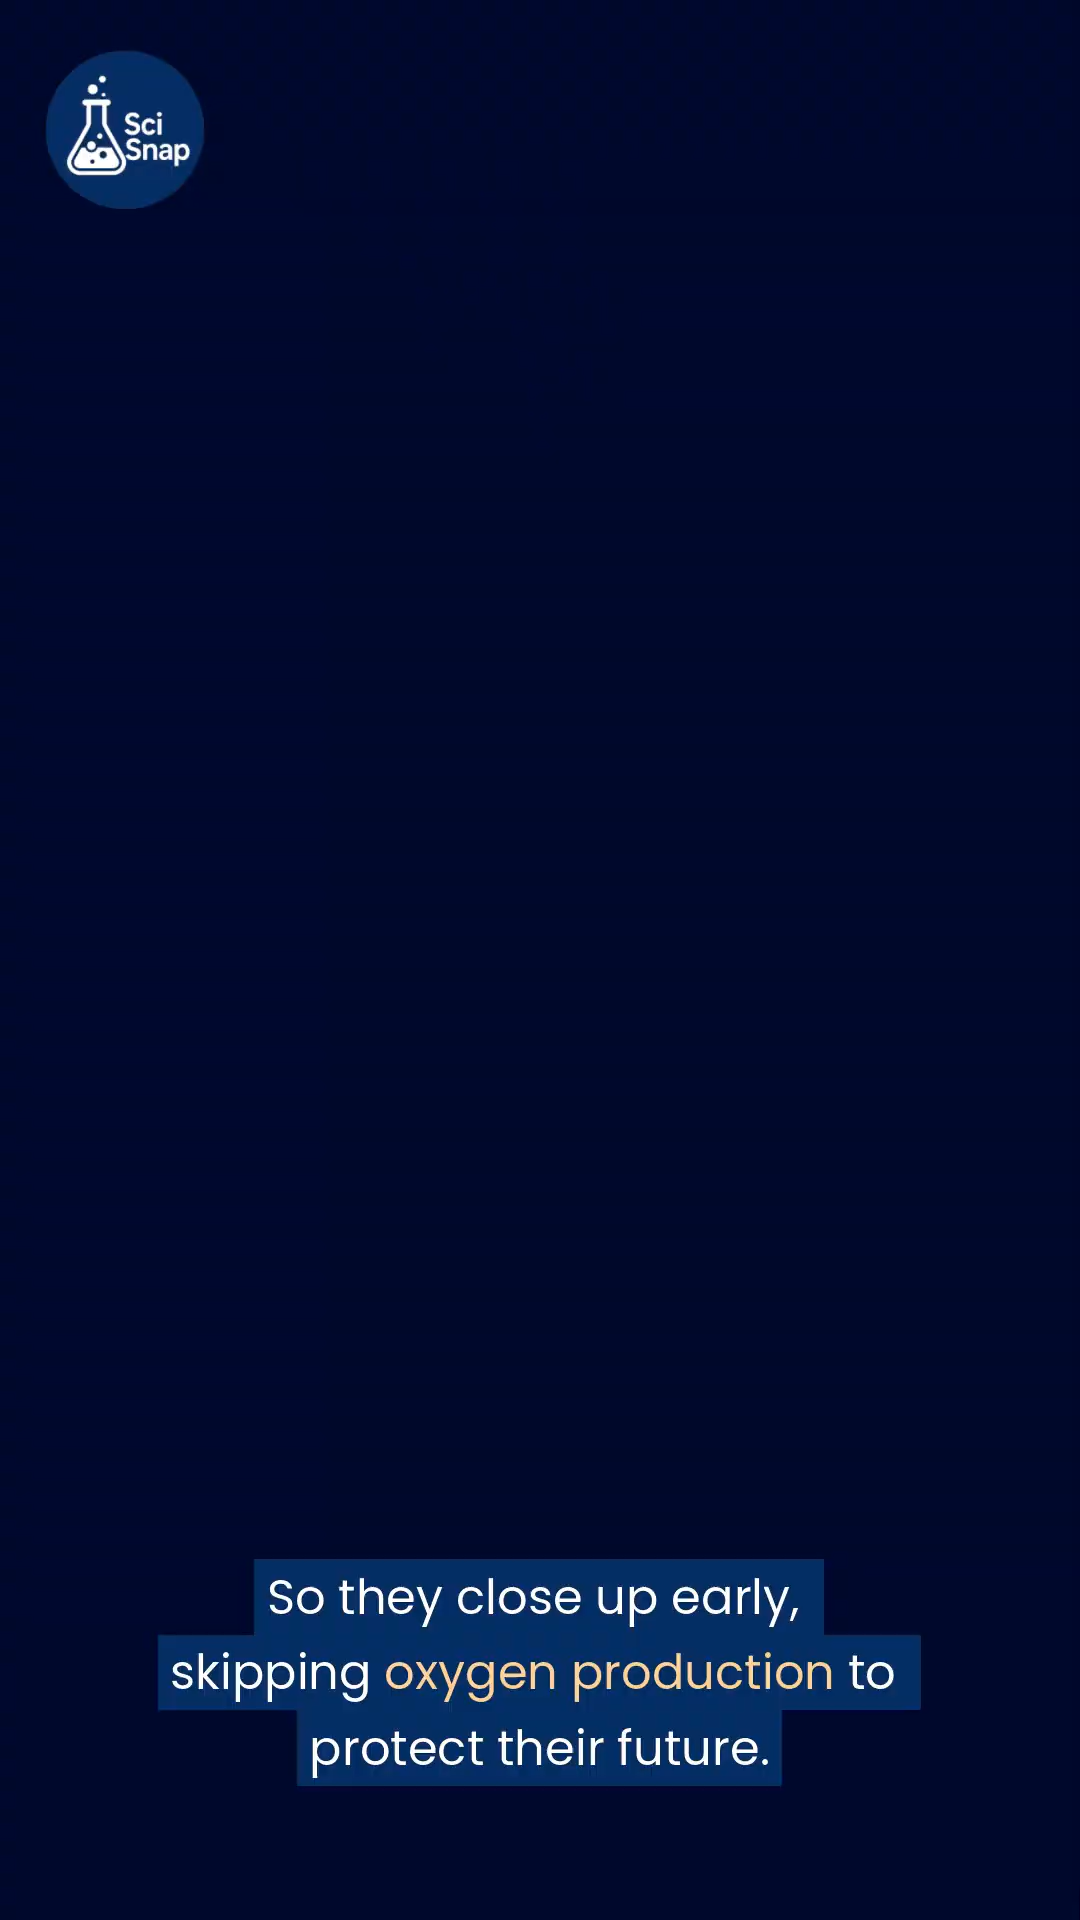 Sci
Snap
So they close up early,
skipping oxygen production to
protect their future.